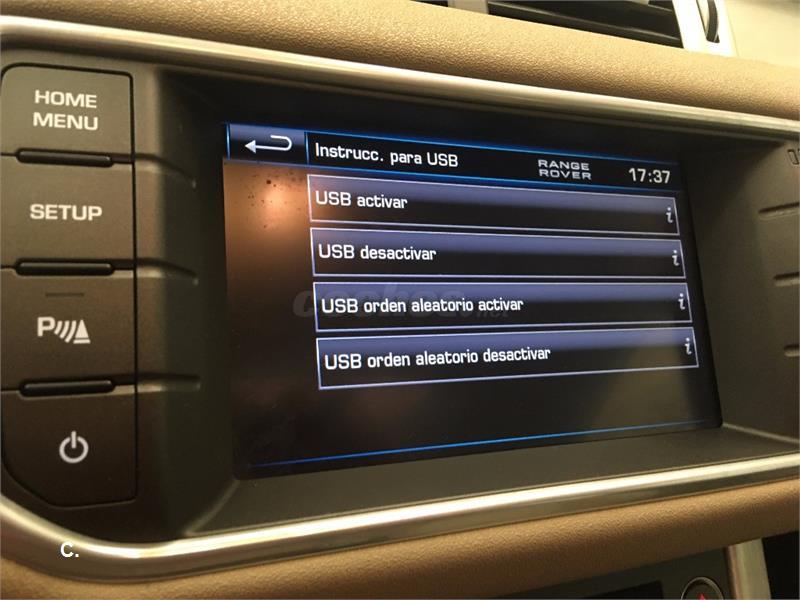 HOME
MENU
SETUP
P
Instrucc. para USB
RANGE
ROVER
17:37
USB activar
i
USB desactivar
i
USB orden aleatorio activar
i
USB orden aleatorio desactivar
i
C.